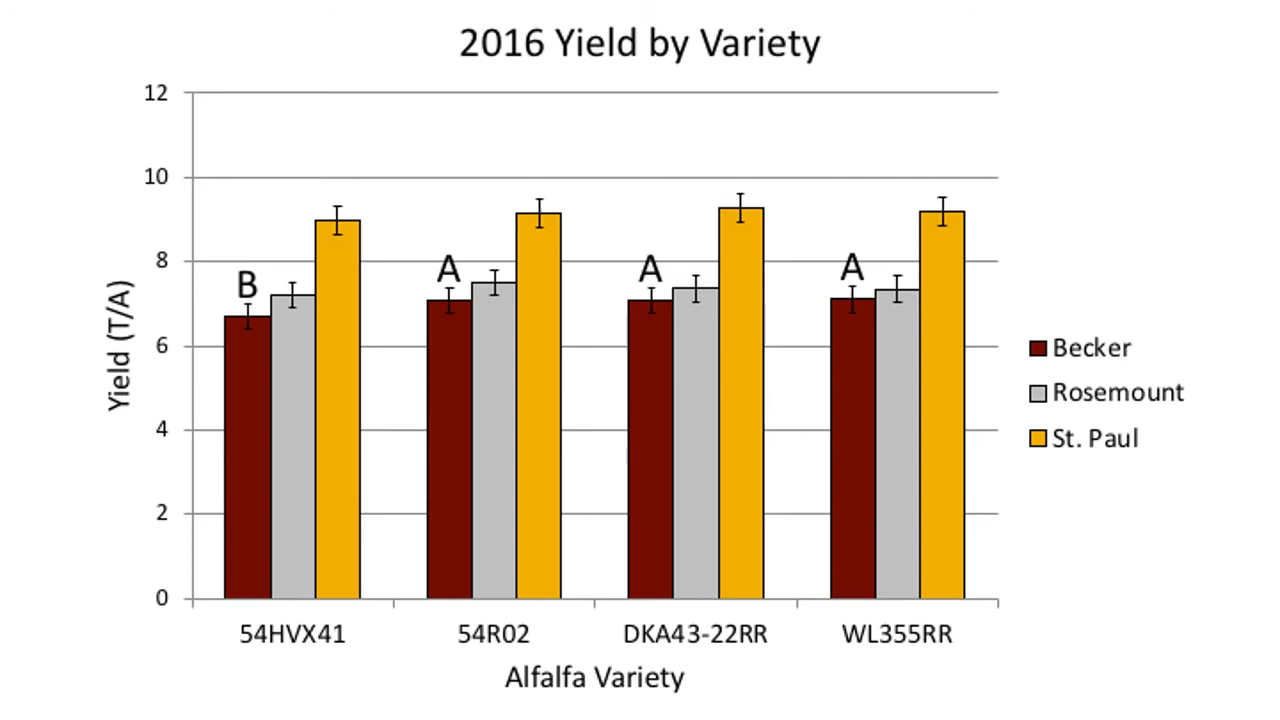 2016 Yield by Variety
12
10
8
6
4
2
0
Yield (T/A)
B
A
A
A
54HVX41
54R02
DKA43-22RR
WL355RR
Alfalfa Variety
Becker
Rosemount
St. Paul